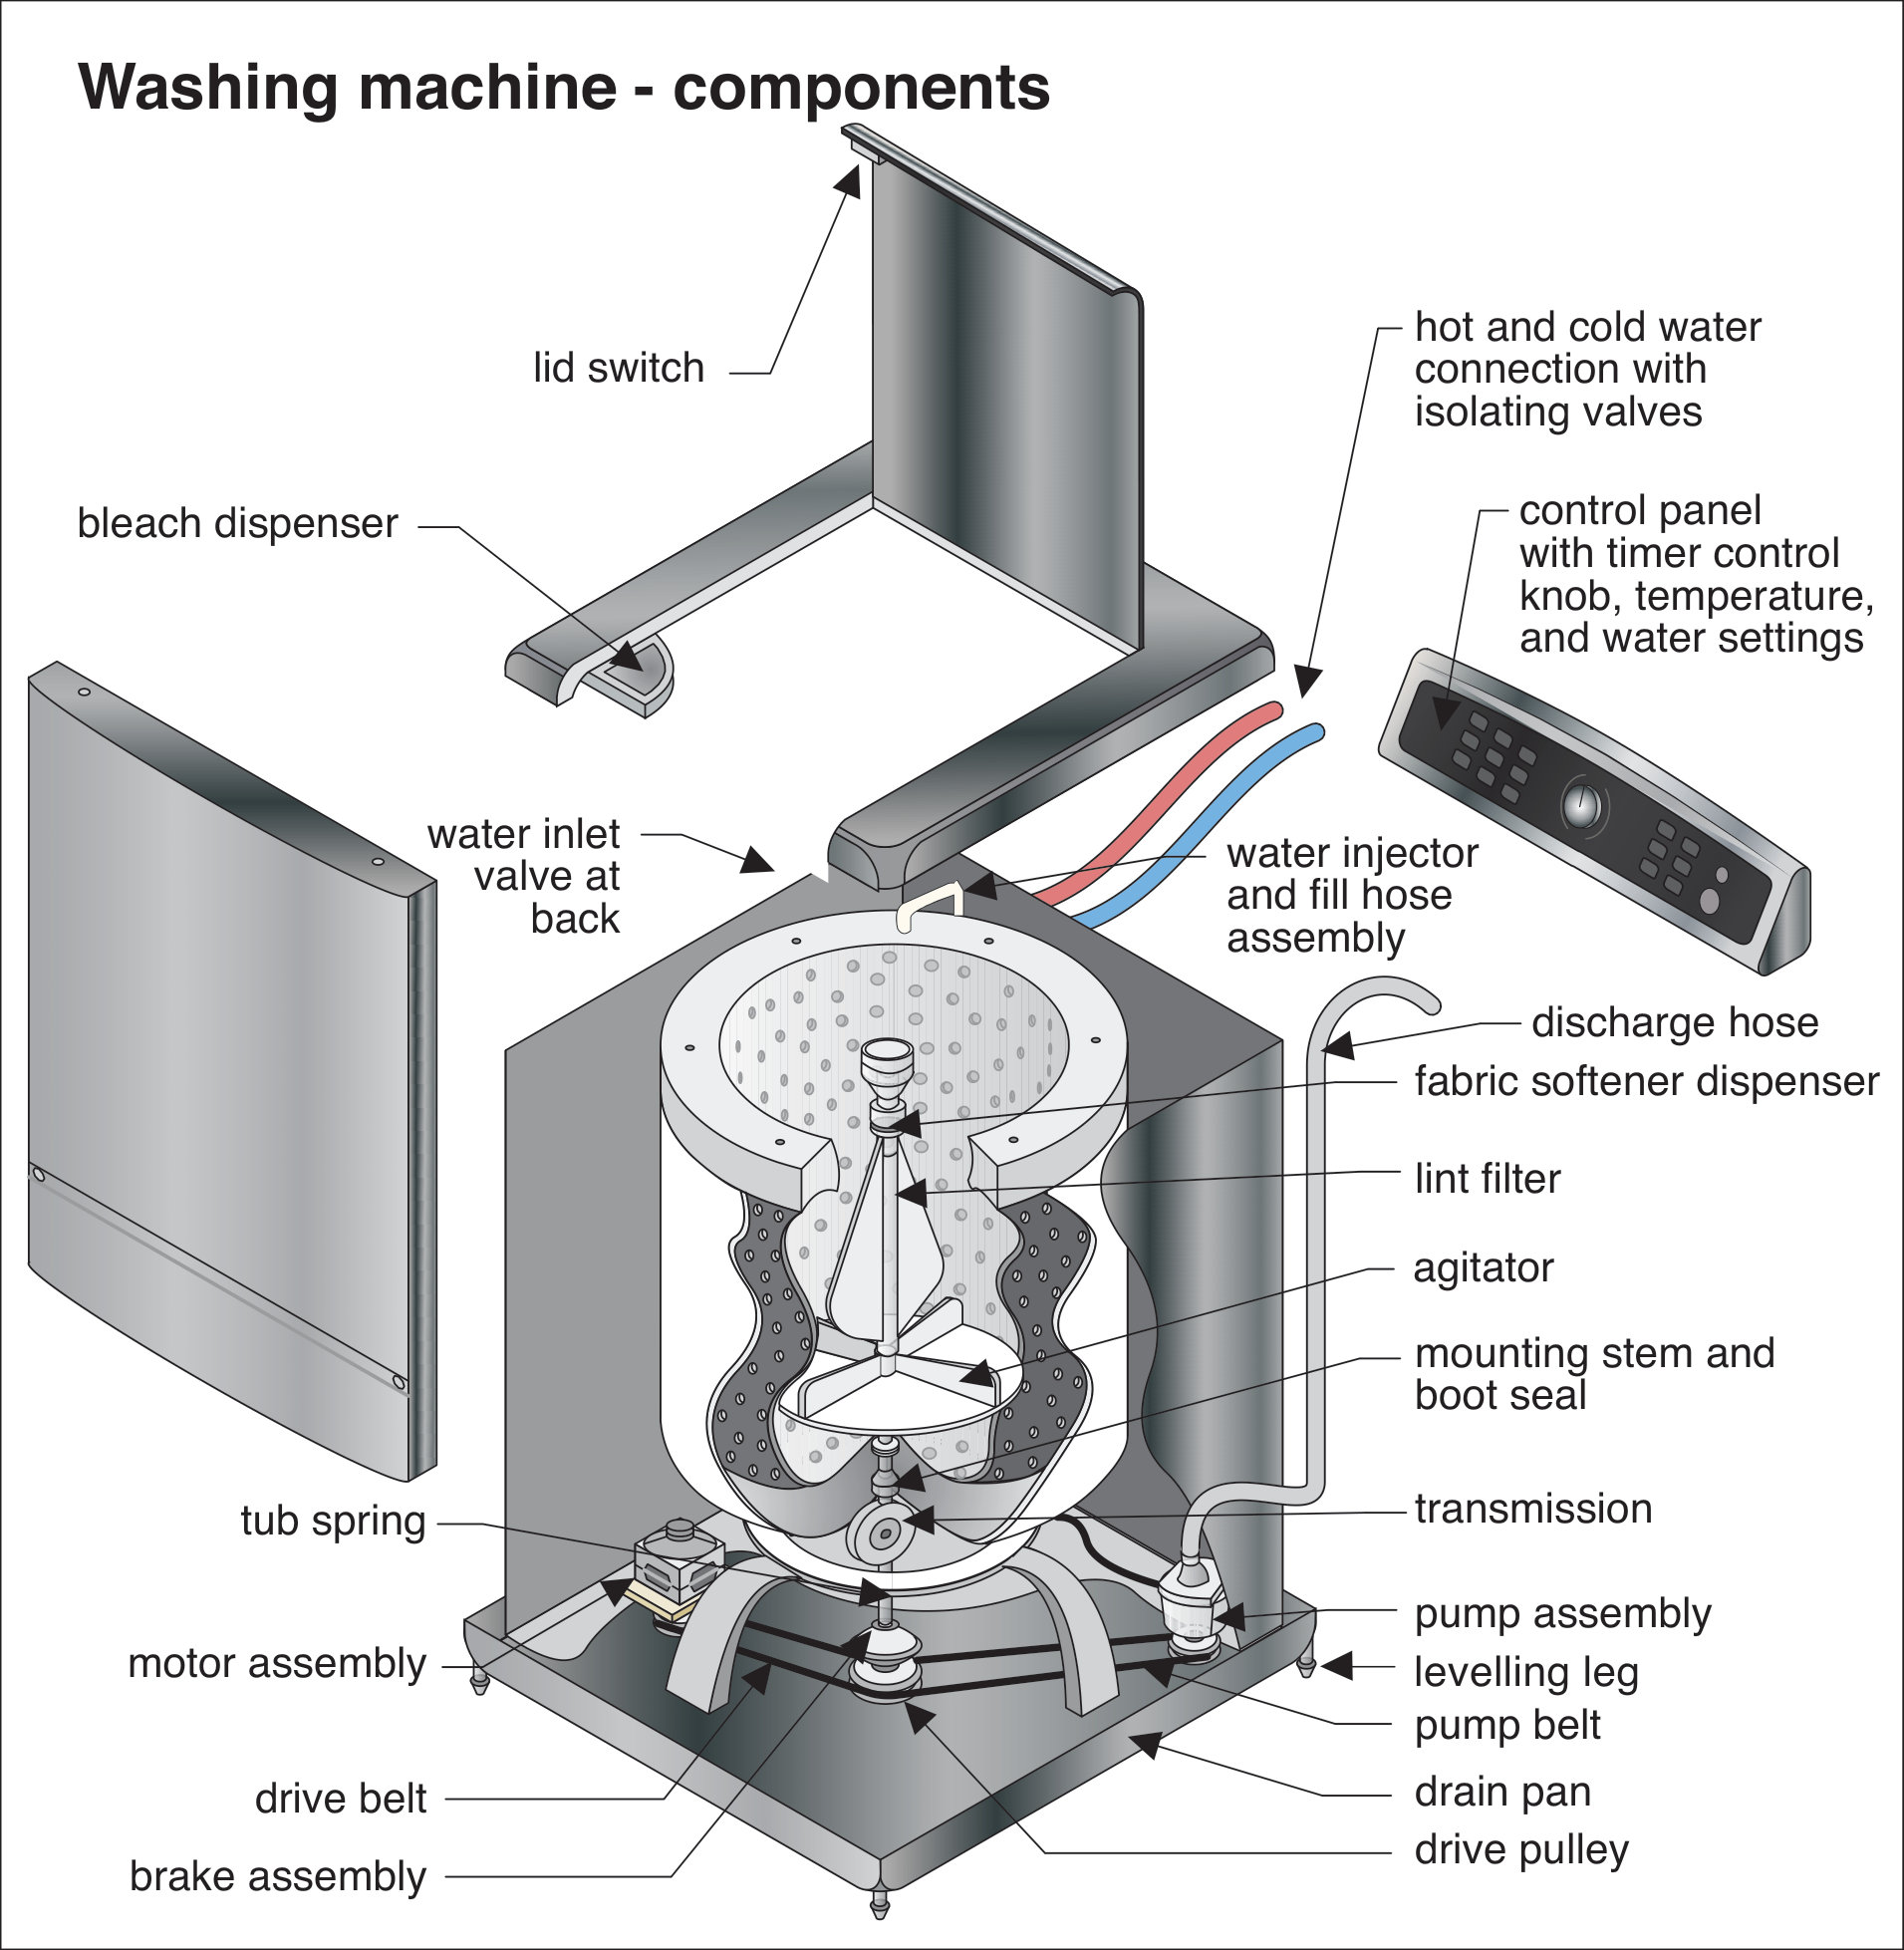 Washing machine - components
lid switch
hot and cold water
connection with
isolating valves
bleach dispenser
control panel
with timer control
knob, temperature,
and water settings
water inlet
valve at
back
water injector
and fill hose
assembly
discharge hose
fabric softener dispenser
lint filter
agitator
mounting stem and
boot seal
tub spring
transmission
pump assembly
motor assembly
levelling leg
pump belt
drive belt
drain pan
drive pulley
brake assembly